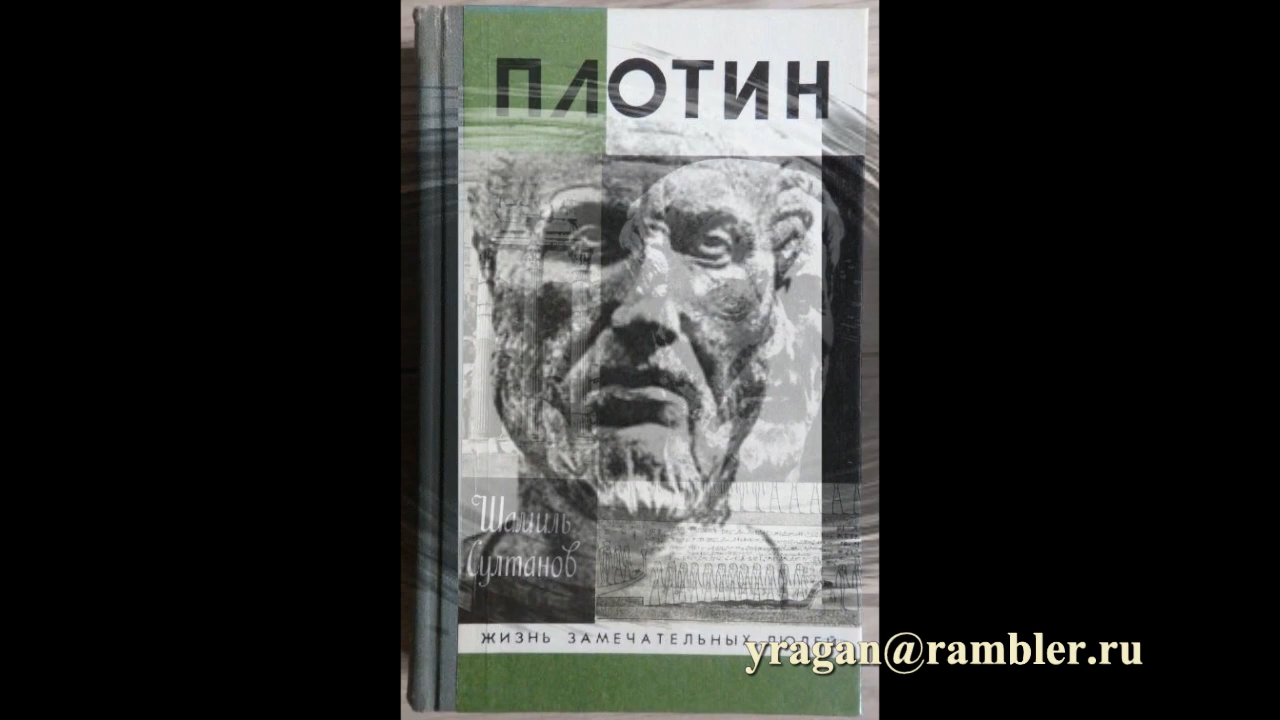 ПЛОТИН
Шамиль
Султанов
ЖИЗНЬ ЗАМЕЧАТЕЛЬНЫХ ЛЮДЕЙ
yragan@rambler.ru